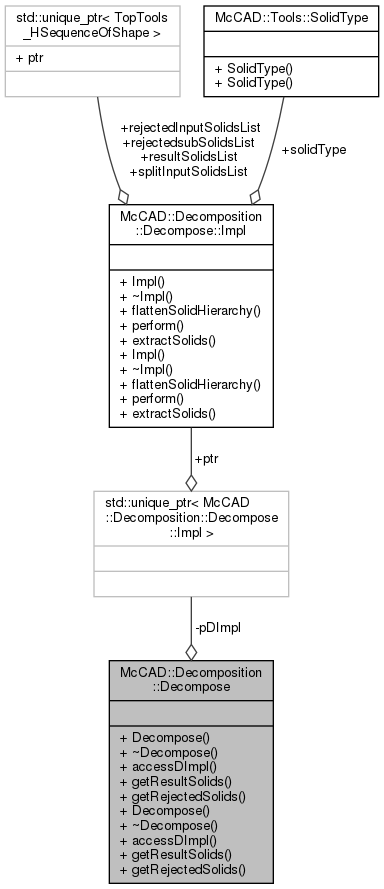 std::unique_ptr< TopTools
_HSequenceOfShape >
+ ptr
McCAD::Tools::SolidType
+ SolidType()
+ SolidType()
+rejectedInputSolidsList
+rejectedsubSolidsList
+resultSolidsList
+splitInputSolidsList
+solidType
McCAD::Decomposition
::Decompose::Impl
+ Impl()
+ ~Impl()
+ flattenSolidHierarchy()
+ perform()
+ extractSolids()
+ Impl()
+ ~Impl()
+ flattenSolidHierarchy()
+ perform()
+ extractSolids()
+ptr
std::unique_ptr< McCAD
::Decomposition::Decompose
::Impl >
-pDImpl
McCAD::Decomposition
::Decompose
+ Decompose()
+ ~Decompose()
+ accessDImpl()
+ getResultSolids()
+ getRejectedSolids()
+ Decompose()
+ ~Decompose()
+ accessDImpl()
+ getResultSolids()
+ getRejectedSolids()